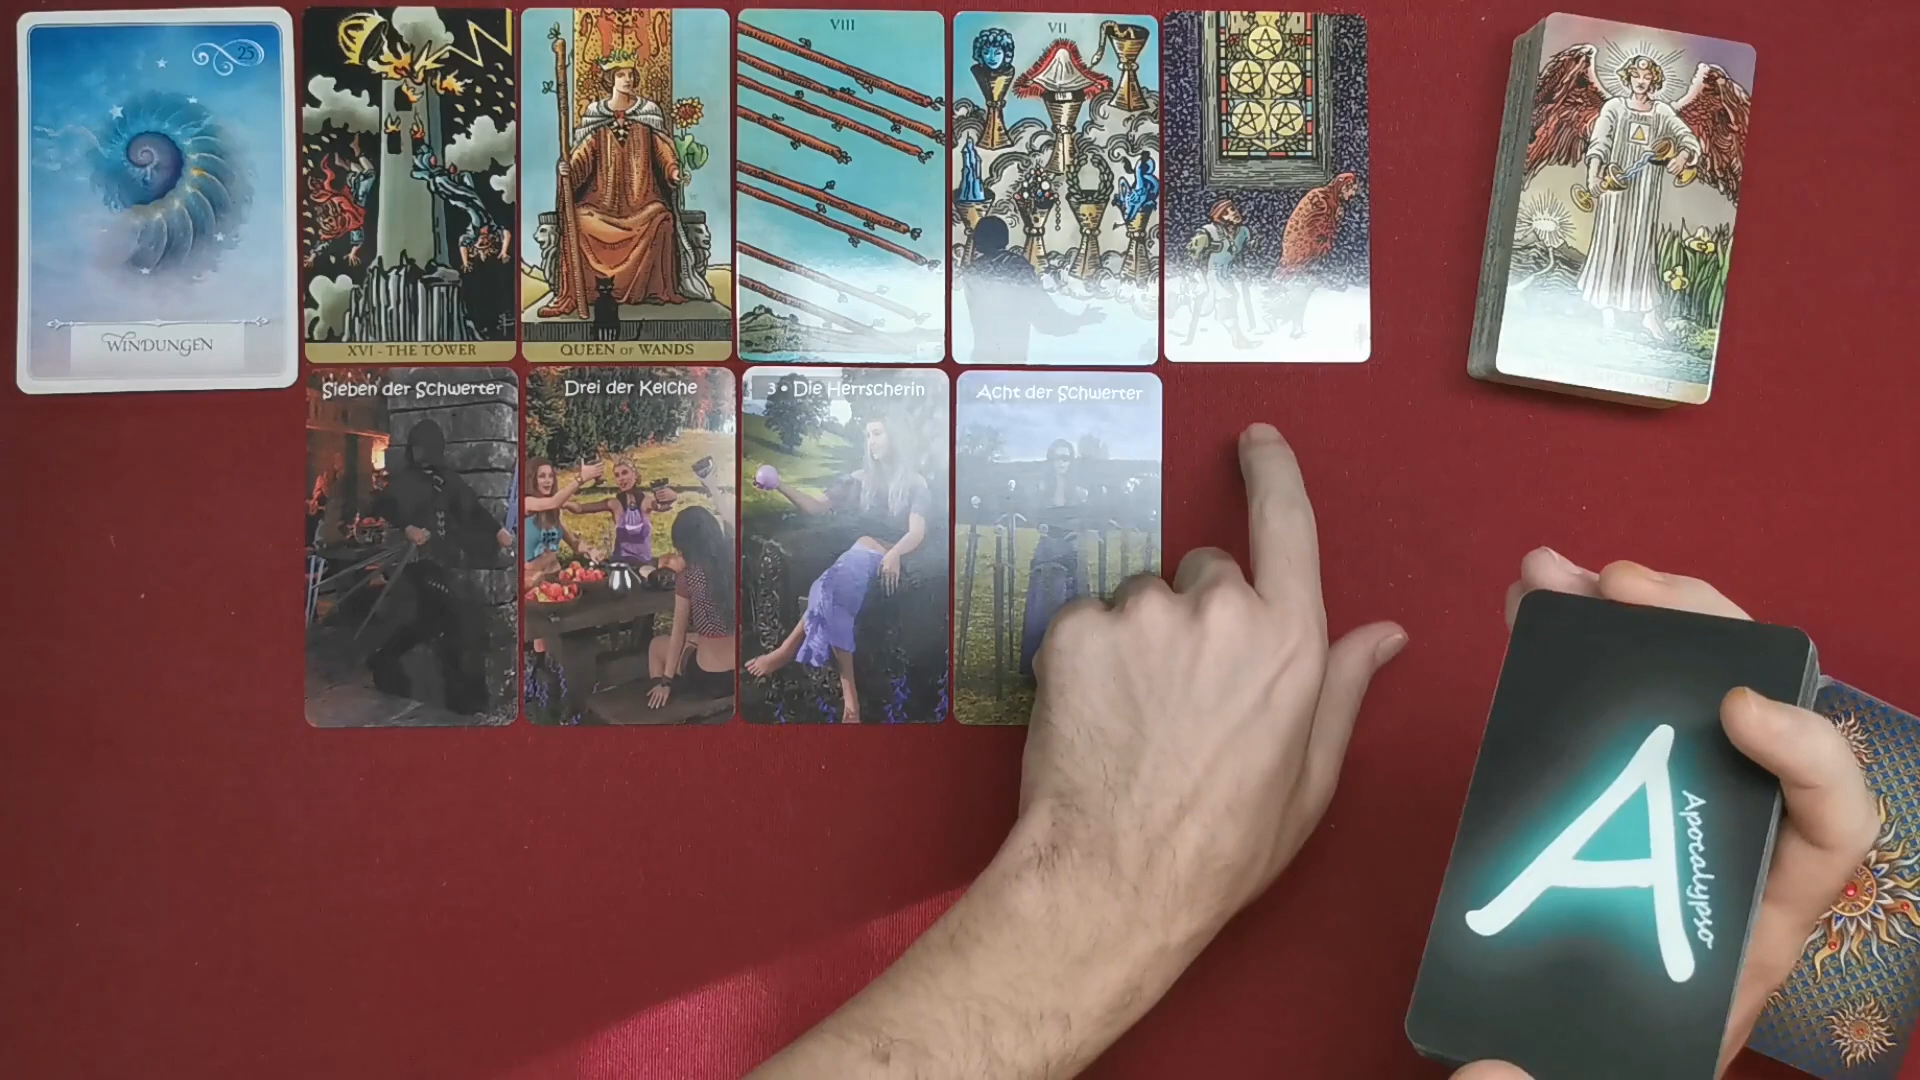 25
WINDUNGEN
XVI - THE TOWER
QUEEN OF WANDS
VIII
VII
V
Sieben der Schwerter
Drei der Kelche
3 • Die Herrscherin
Acht der Schwerter
A
Apocalypso